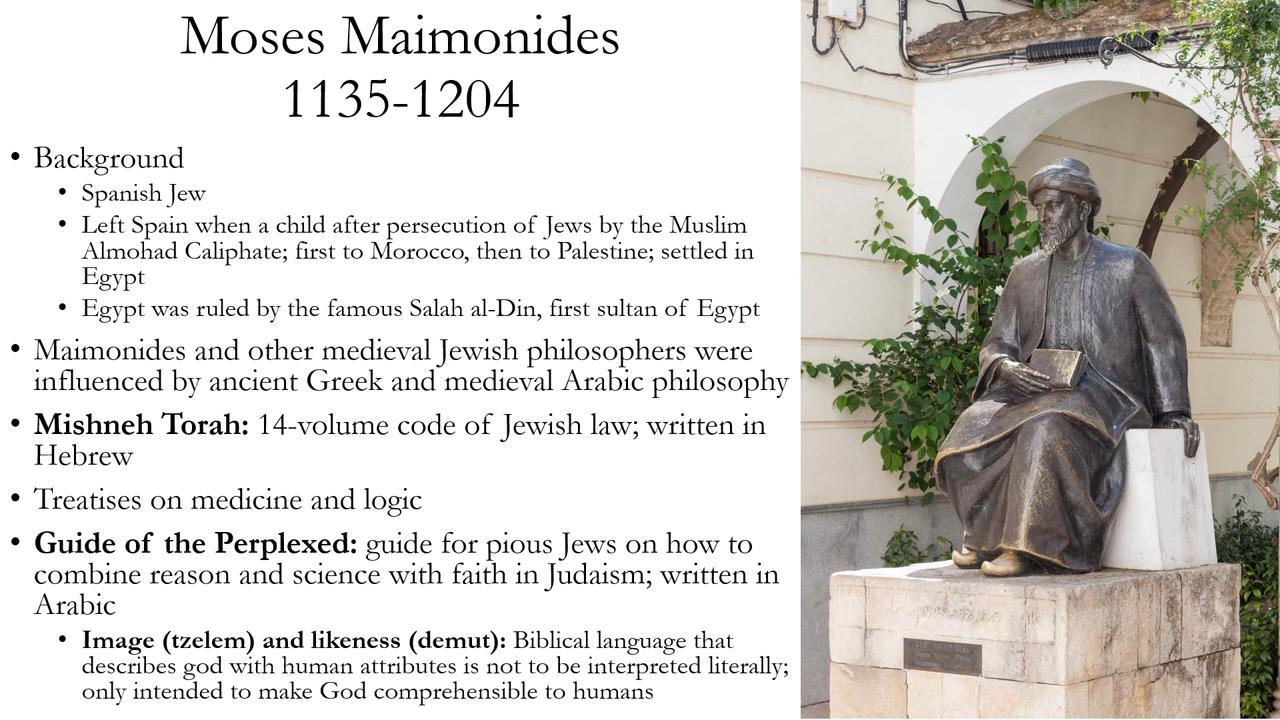 Moses Maimonides
1135-1204
• Background
• Spanish Jew
• Left Spain when a child after persecution of Jews by the Muslim
Almohad Caliphate; first to Morocco, then to Palestine; settled in
Egypt
• Egypt was ruled by the famous Salah al-Din, first sultan of Egypt
• Maimonides and other medieval Jewish philosophers were
influenced by ancient Greek and medieval Arabic philosophy
• Mishneh Torah: 14-volume code of Jewish law; written in
Hebrew
• Treatises on medicine and logic
• Guide of the Perplexed: guide for pious Jews on how to
combine reason and science with faith in Judaism; written in
Arabic
• Image (tzelem) and likeness (demut): Biblical language that
describes god with human attributes is not to be interpreted literally;
only intended to make God comprehensible to humans